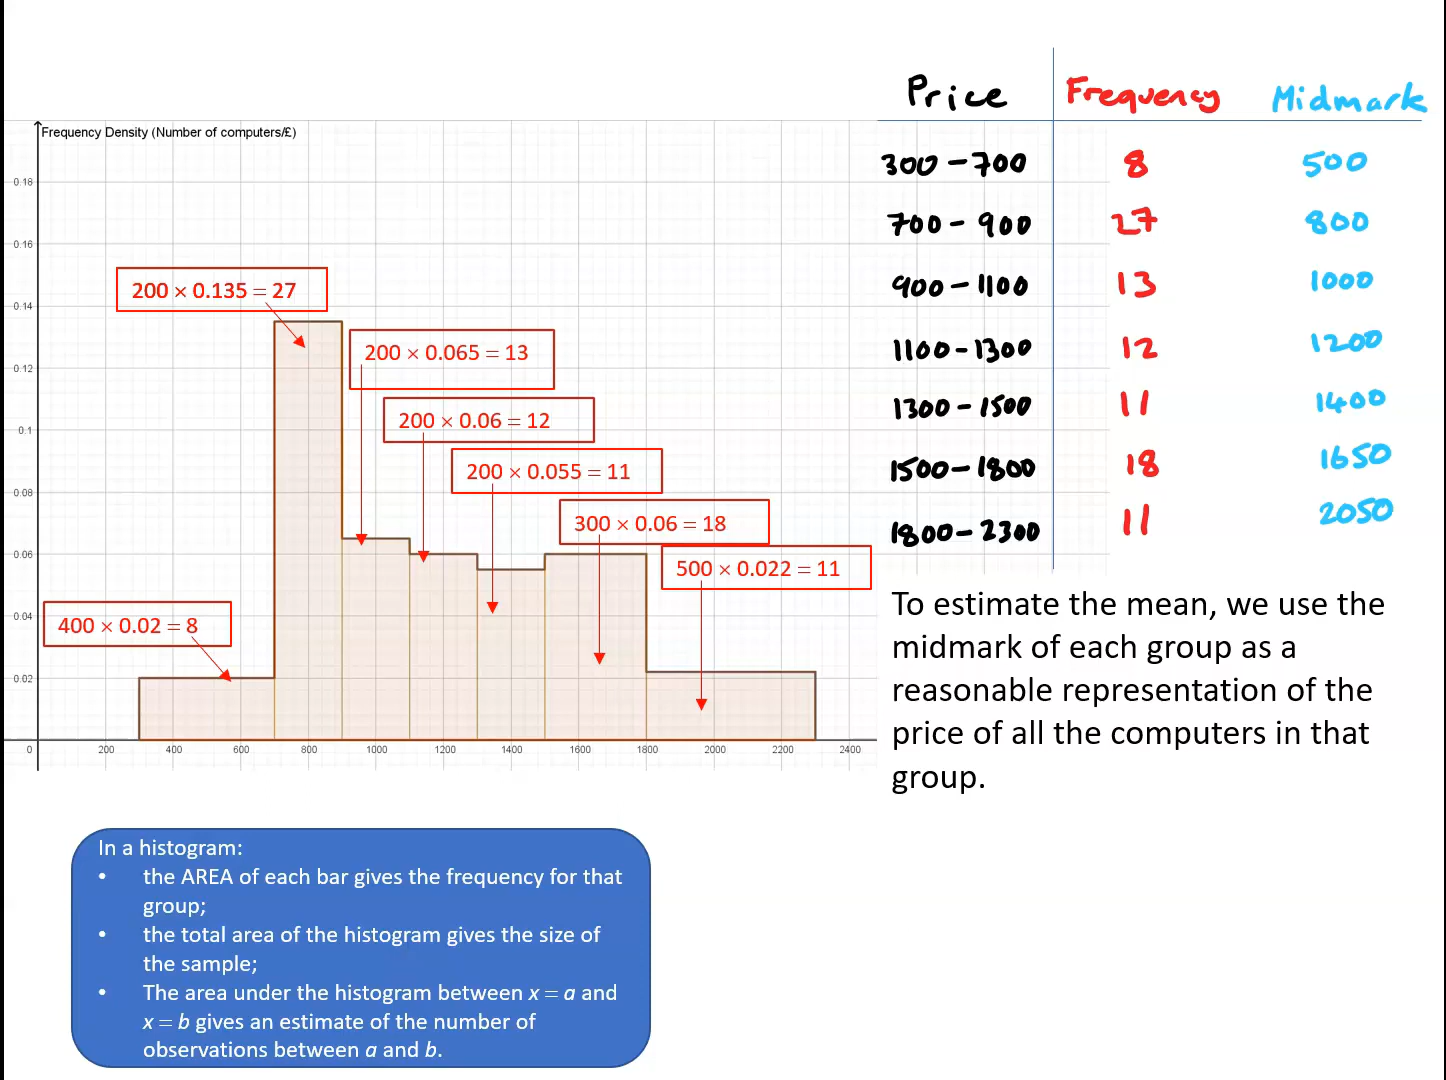 Price Frequency Midmark
Frequency Density (Number of computers/£)
300 – 700 8 500
700 – 900 27 800
900 – 1100 13 1000
1100 – 1300 12 1200
1300 – 1500 11 1400
1500 – 1800 18 1650
1800 – 2300 11 2050
0.18
0.16
0.14
0.12
0.1
0.08
0.06
0.04
0.02
200 × 0.135 = 27
200 × 0.065 = 13
200 × 0.06 = 12
200 × 0.055 = 11
300 × 0.06 = 18
500 × 0.022 = 11
400 × 0.02 = 8
0 200 400 600 800 1000 1200 1400 1600 1800 2000 2200 2400
To estimate the mean, we use the
midmark of each group as a
reasonable representation of the
price of all the computers in that
group.
In a histogram:
• the AREA of each bar gives the frequency for that
group;
• the total area of the histogram gives the size of
the sample;
• The area under the histogram between x = a and
x = b gives an estimate of the number of
observations between a and b.